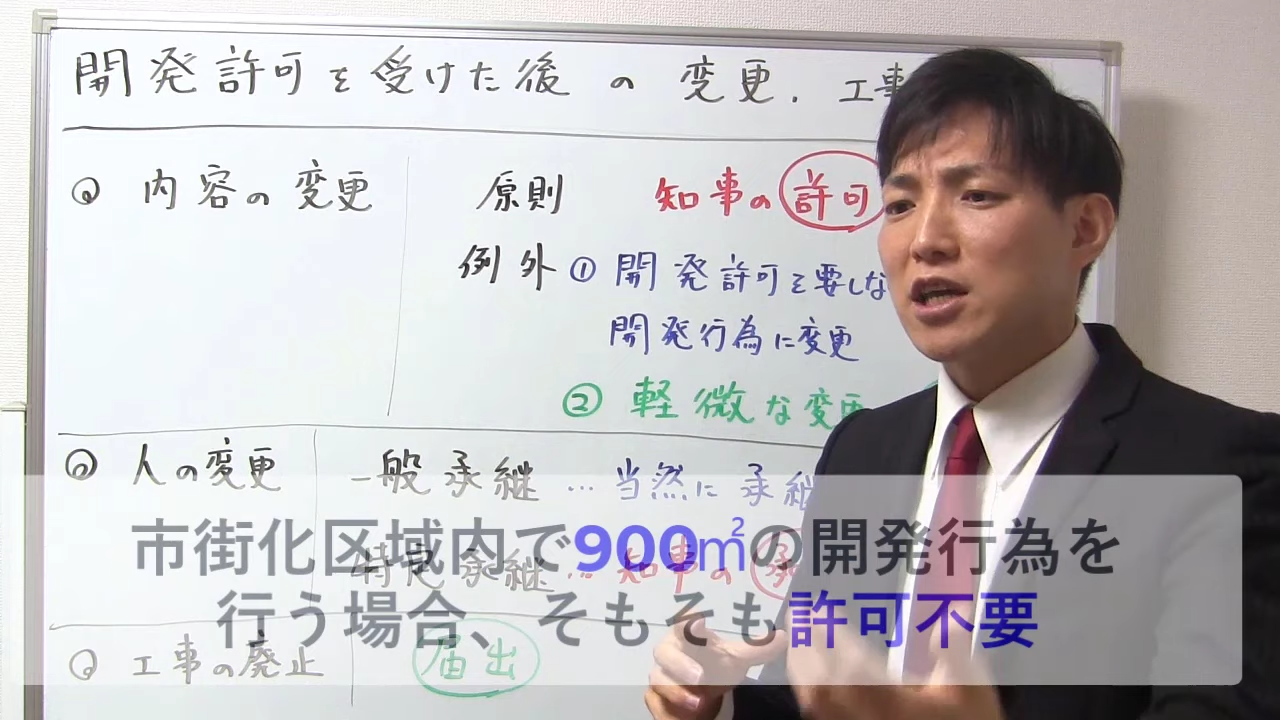 開発許可を受けた後の変更.工事
内容の変更 原則 知事の許可
例外 ① 開発許可を要しな
開発行為に変更
② 軽微な変更
人の変更 一般承継 …当然に承継
特定承継 …知事の承
工事の廃止 届出
市街化区域内で900㎡の開発行為を
行う場合、そもそも許可不要